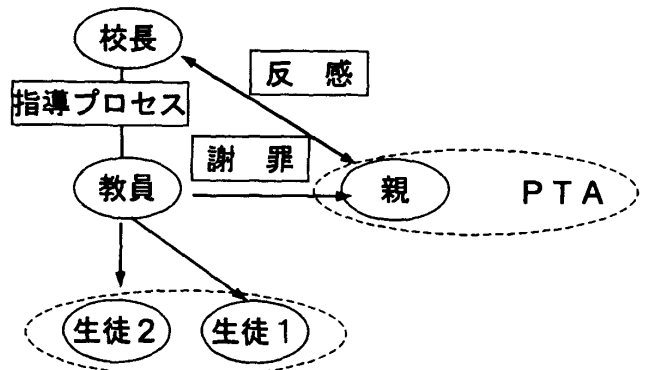 校長
反 感
指導プロセス
謝 罪
教員
親
PTA
生徒2
生徒1